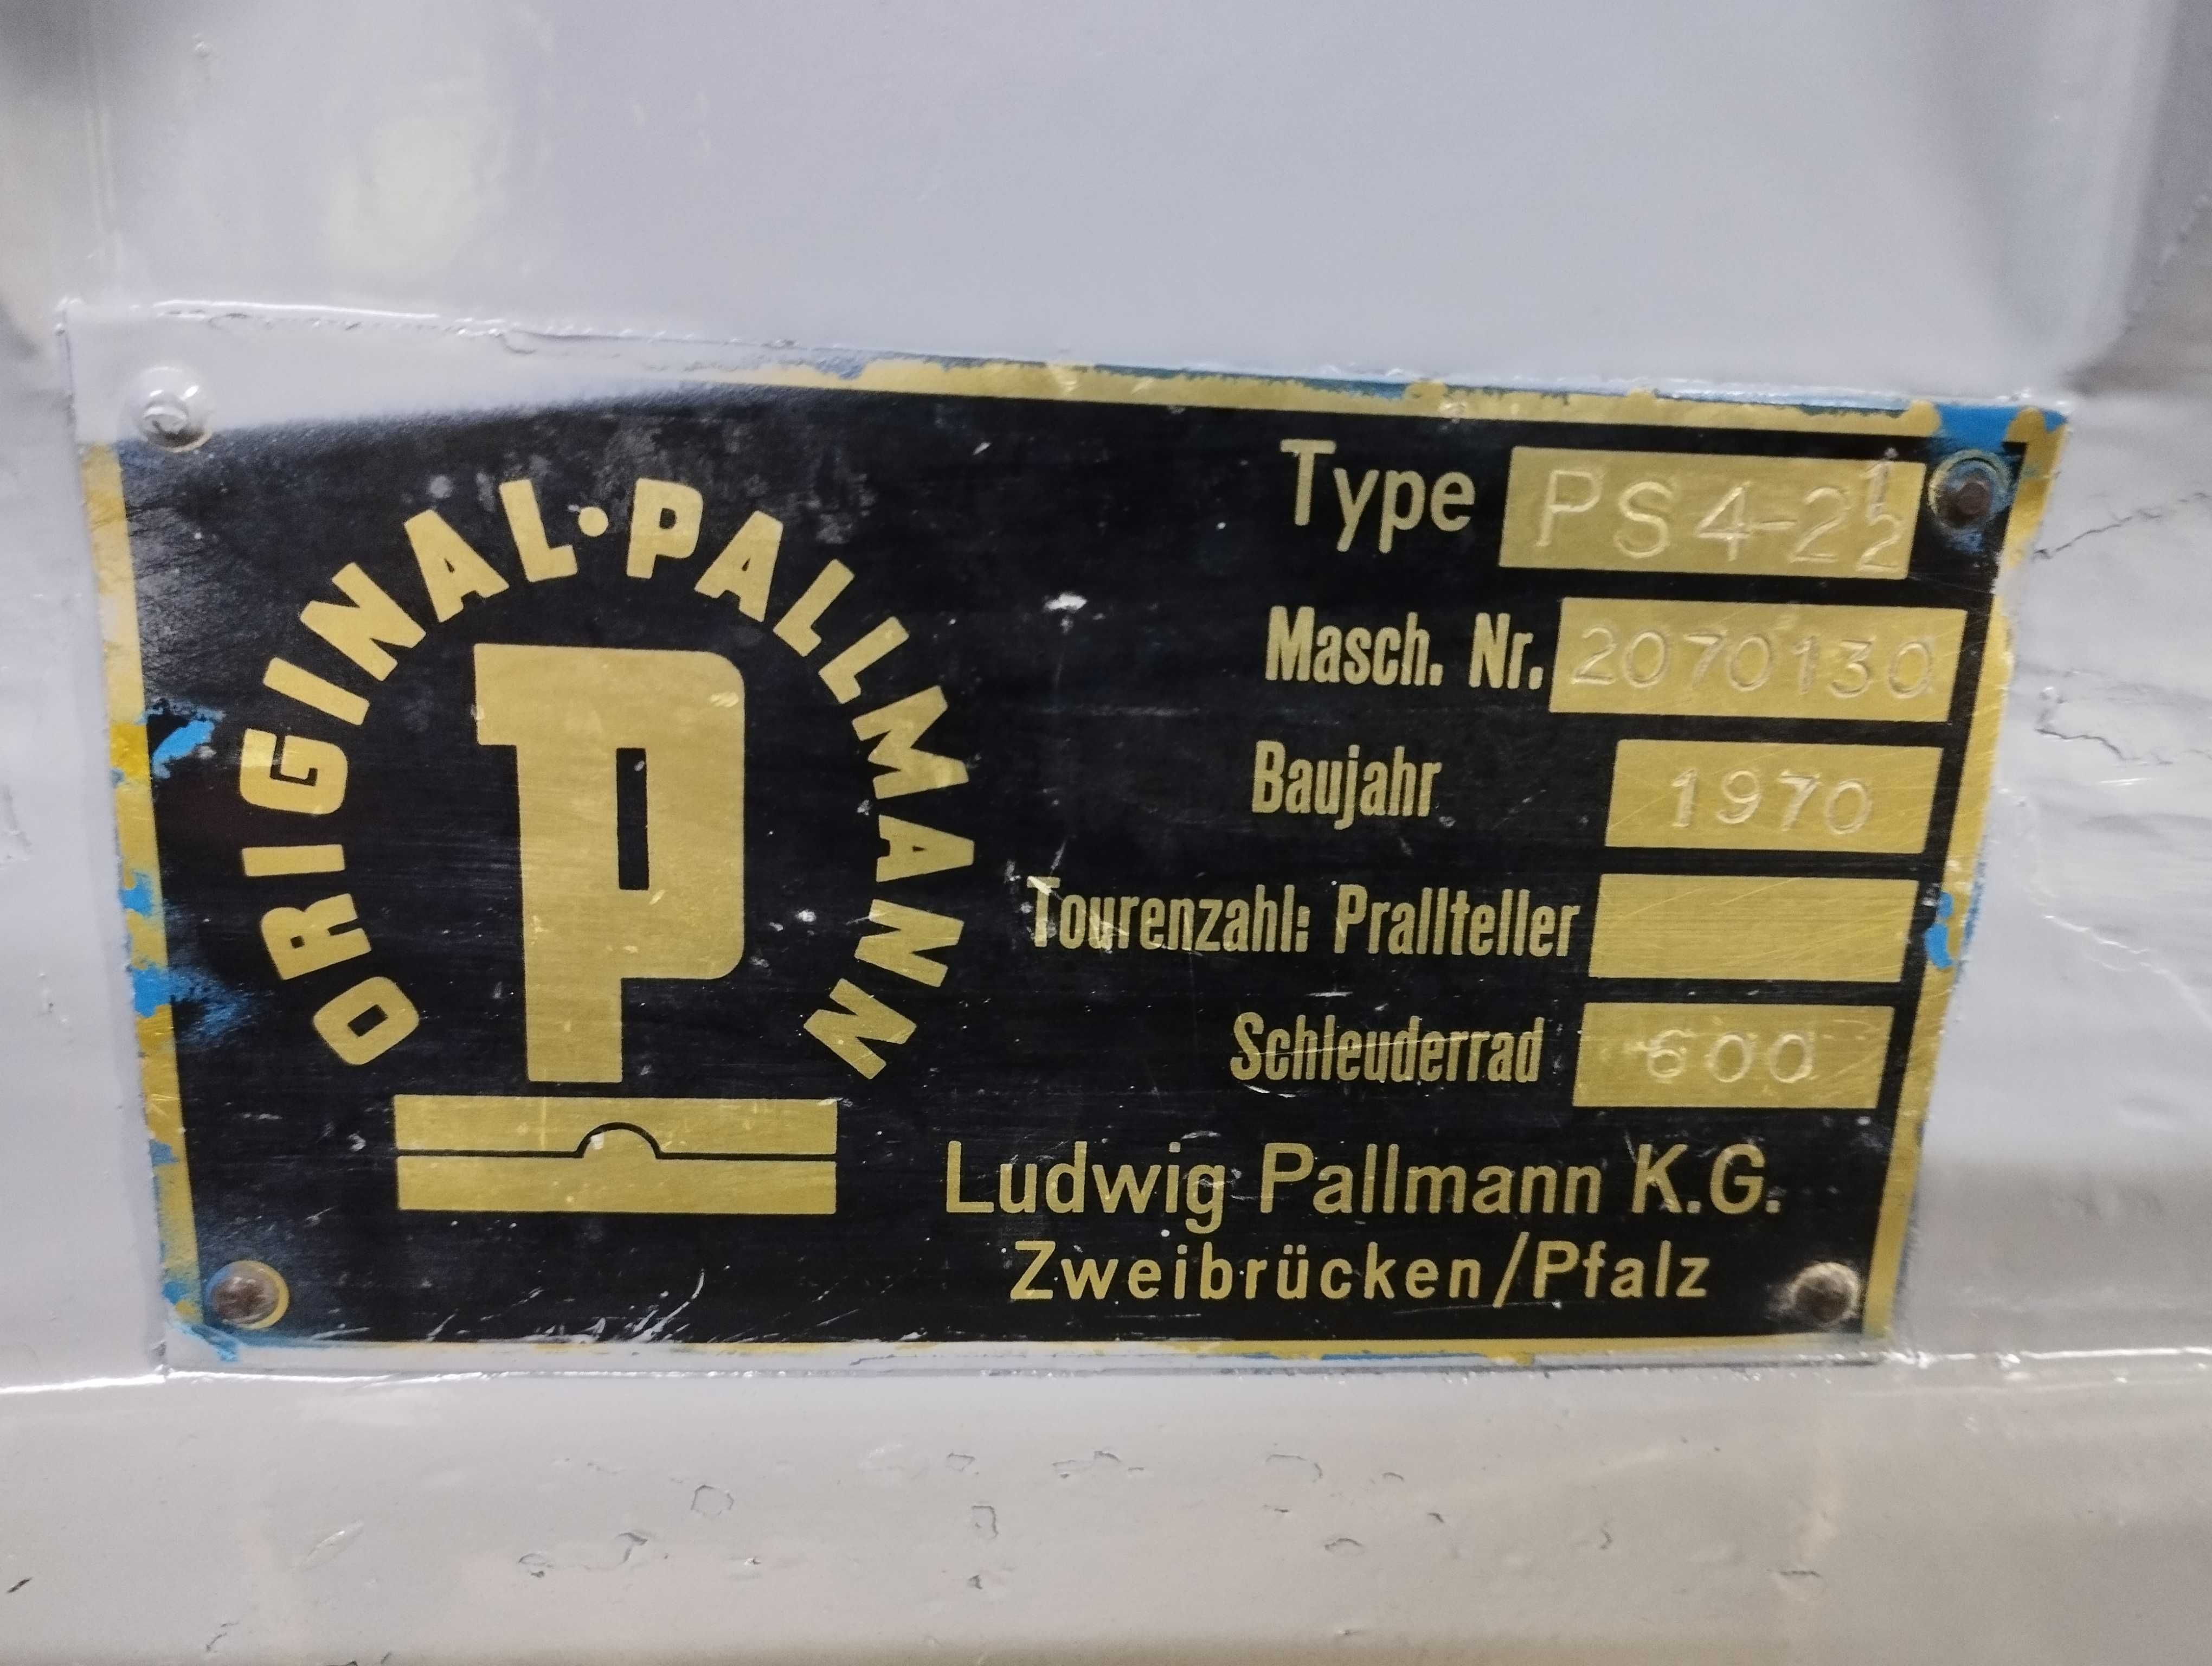 ORIGINAL·PALLMANN
P
Type PS4-2½
Masch. Nr. 2070130
Baujahr 1970
Tourenzahl: Prallteller
Schleuderrad 600
Ludwig Pallmann K.G.
Zweibrücken/Pfalz